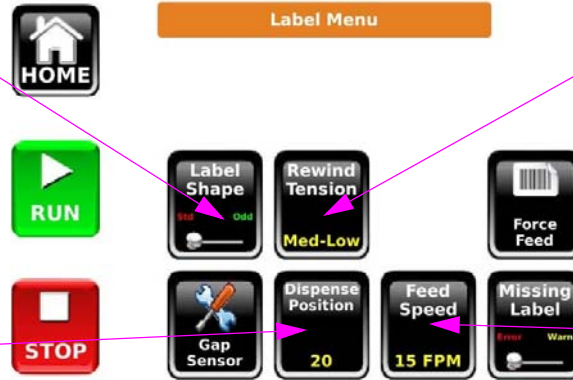 Label Menu
HOME
RUN
Label
Shape
Std Odd
Rewind
Tension
Med-Low
Force
Feed
STOP
Gap
Sensor
Dispense
Position
20
Feed
Speed
15 FPM
Missing
Label
Error Warn